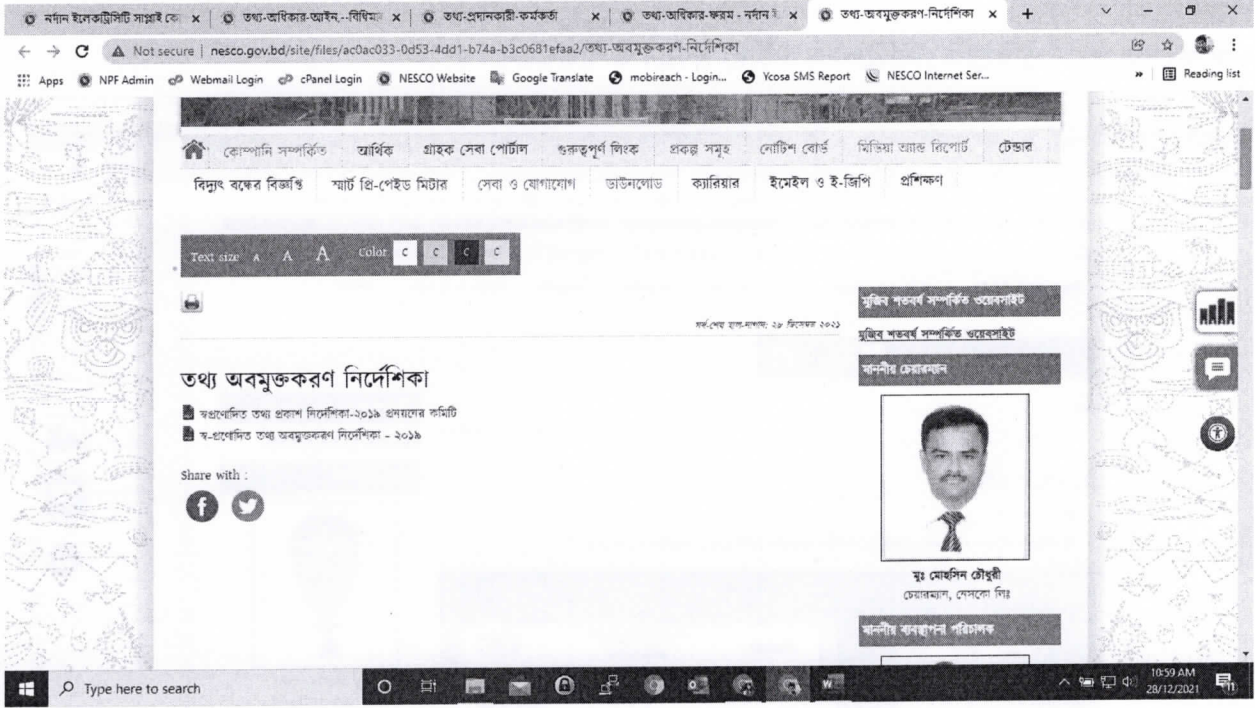 নর্দান ইলেকট্রিসিটি সাপ্লাই কো
তথ্য-অধিকার-আইন,--বিধিমা
তথ্য-প্রদানকারী-কর্মকর্তা
তথ্য-অধিকার-ফরম - নর্দান ই
তথ্য-অবমুক্তকরণ-নির্দেশিকা
Not secure | nesco.gov.bd/site/files/ac0ac033-0d53-4dd1-b74a-b3c0681efaa2/তথ্য-অবমুক্তকরণ-নির্দেশিকা
Apps NPF Admin Webmail Login cPanel Login NESCO Website Google Translate mobireach - Login... Ycosa SMS Report NESCO Internet Ser... » Reading list
কোম্পানি সম্পর্কিত আর্থিক গ্রাহক সেবা পোর্টাল গুরুত্বপূর্ণ লিংক প্রকল্প সমূহ নোটিশ বোর্ড মিডিয়া অ্যান্ড রিপোর্ট টেন্ডার
বিদ্যুৎ বন্ধের বিজ্ঞপ্তি স্মার্ট প্রি-পেইড মিটার সেবা ও যোগাযোগ ডাউনলোড ক্যারিয়ার ইমেইল ও ই-জিপি প্রশিক্ষণ
Text size A A A Color C C C C
সর্ব-শেষ হাল-নাগাদ: ২৮ ডিসেম্বর ২০২১
তথ্য অবমুক্তকরণ নির্দেশিকা
স্বপ্রণোদিত তথ্য প্রকাশ নির্দেশিকা-২০১৯ প্রনয়নের কমিটি
স্ব-প্রণোদিত তথ্য অবমুক্তকরণ নির্দেশিকা - ২০১৯
Share with :
মুজিব শতবর্ষ সম্পর্কিত ওয়েবসাইট
মুজিব শতবর্ষ সম্পর্কিত ওয়েবসাইট
মাননীয় চেয়ারম্যান
মুঃ মোহসিন চৌধুরী
চেয়ারম্যান, নেসকো লিঃ
মাননীয় ব্যবস্থাপনা পরিচালক
Type here to search
10:59 AM
28/12/2021